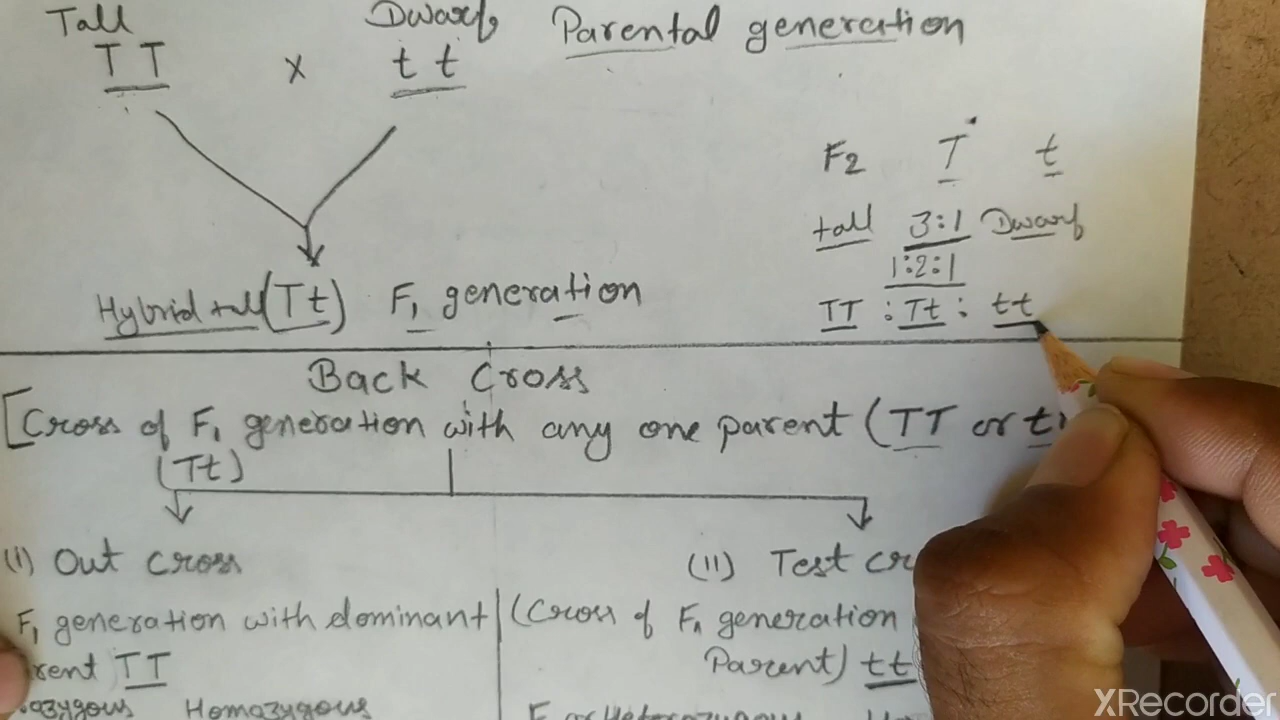 Tall Dwarf Parental generation
TT x tt
F2 T t
tall 3:1 Dwarf
1:2:1
TT : Tt : tt
Hybrid tall (Tt) F1 generation
Back Cross
[Cross of F1 generation with any one parent (TT or t
(Tt)
(I) Out cross
(II) Test cr
F1 generation with dominant
rent TT
ozygous Homozygous
(Cross of F1 generation
Parent) tt
XRecorder